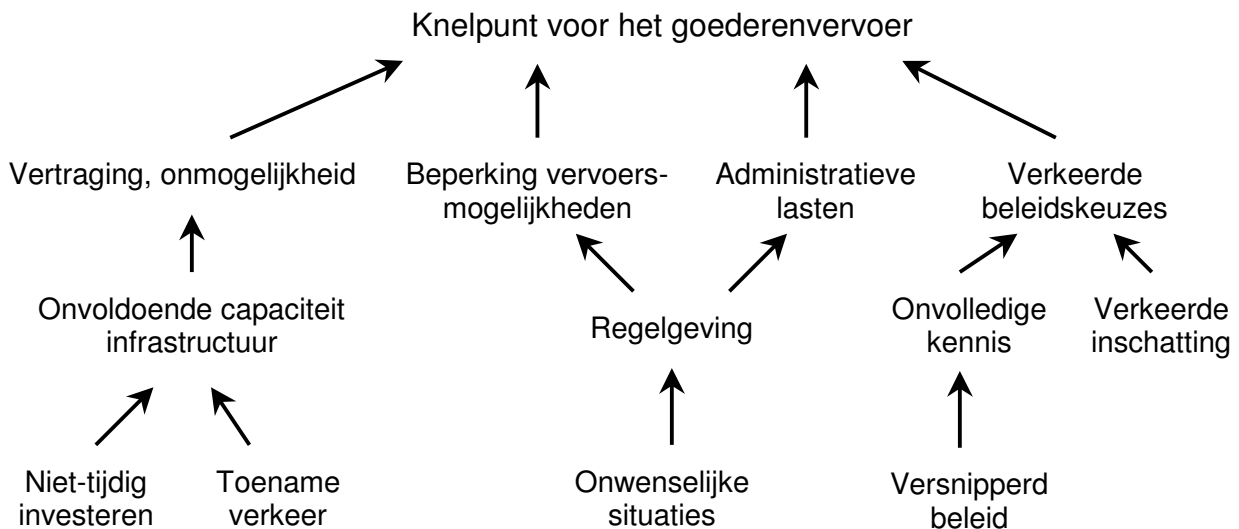 Knelpunt voor het goederenvervoer
Vertraging, onmogelijkheid
Beperking vervoers-
mogelijkheden
Administratieve
lasten
Verkeerde
beleidskeuzes
Onvoldoende capaciteit
infrastructuur
Regelgeving
Onvolledige
kennis
Verkeerde
inschatting
Niet-tijdig
investeren
Toename
verkeer
Onwenselijke
situaties
Versnipperd
beleid